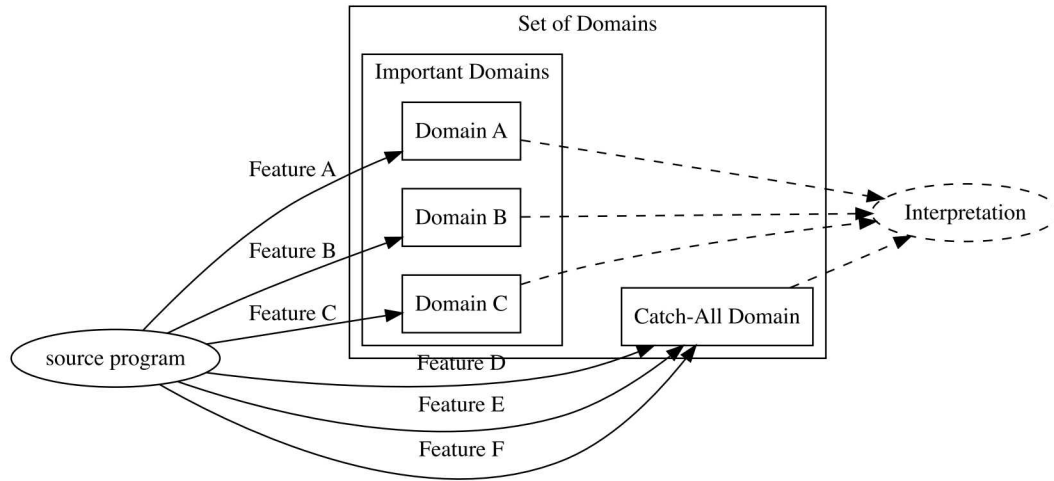 Set of Domains
Important Domains
Domain A
Feature A
Domain B
Interpretation
Feature B
Domain C
Feature C
Catch-All Domain
source program
Feature D
Feature E
Feature F